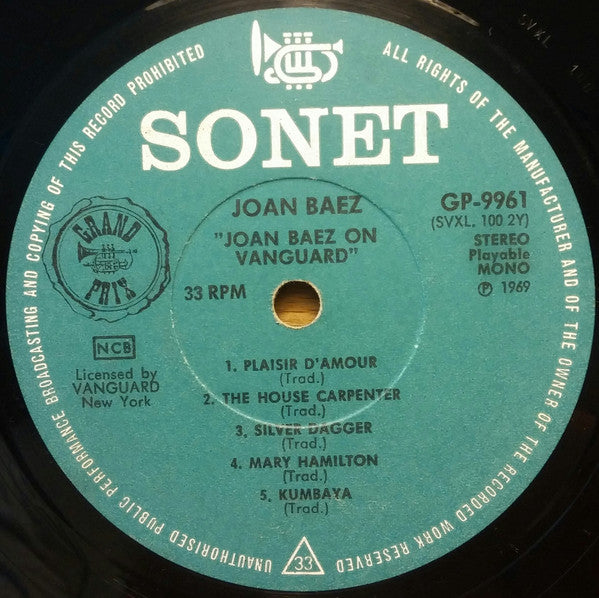 UNAUTHORISED PUBLIC PERFORMANCE BROADCASTING AND COPYING OF THIS RECORD PROHIBITED
ALL RIGHTS OF THE MANUFACTURER AND OF THE OWNER OF THE RECORDED WORK RESERVED
SONET
JOAN BAEZ
"JOAN BAEZ ON
VANGUARD"
33 RPM
GP-9961
(SVXL. 100 2Y)
STEREO
Playable
MONO
℗ 1969
GRAND
PRIX
NCB
Licensed by
VANGUARD
New York
1. PLAISIR D'AMOUR
(Trad.)
2. THE HOUSE CARPENTER
(Trad.)
3. SILVER DAGGER
(Trad.)
4. MARY HAMILTON
(Trad.)
5. KUMBAYA
(Trad.)
33
SVXL